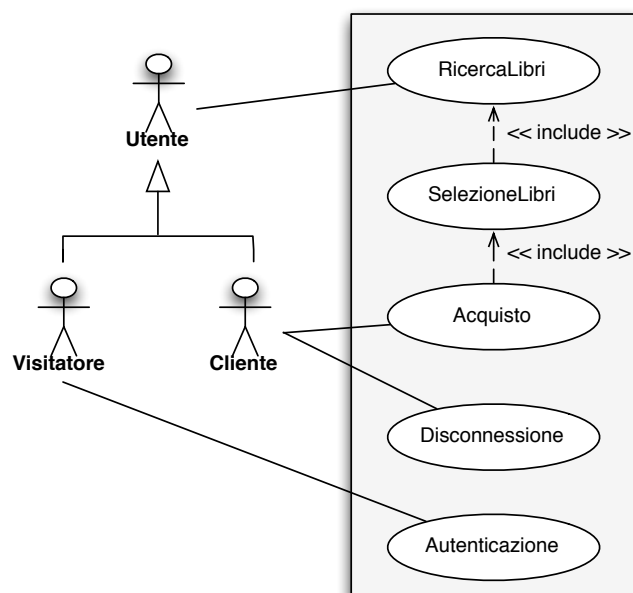 RicercaLibri
Utente
<< include >>
SelezioneLibri
<< include >>
Acquisto
Visitatore
Cliente
Disconnessione
Autenticazione